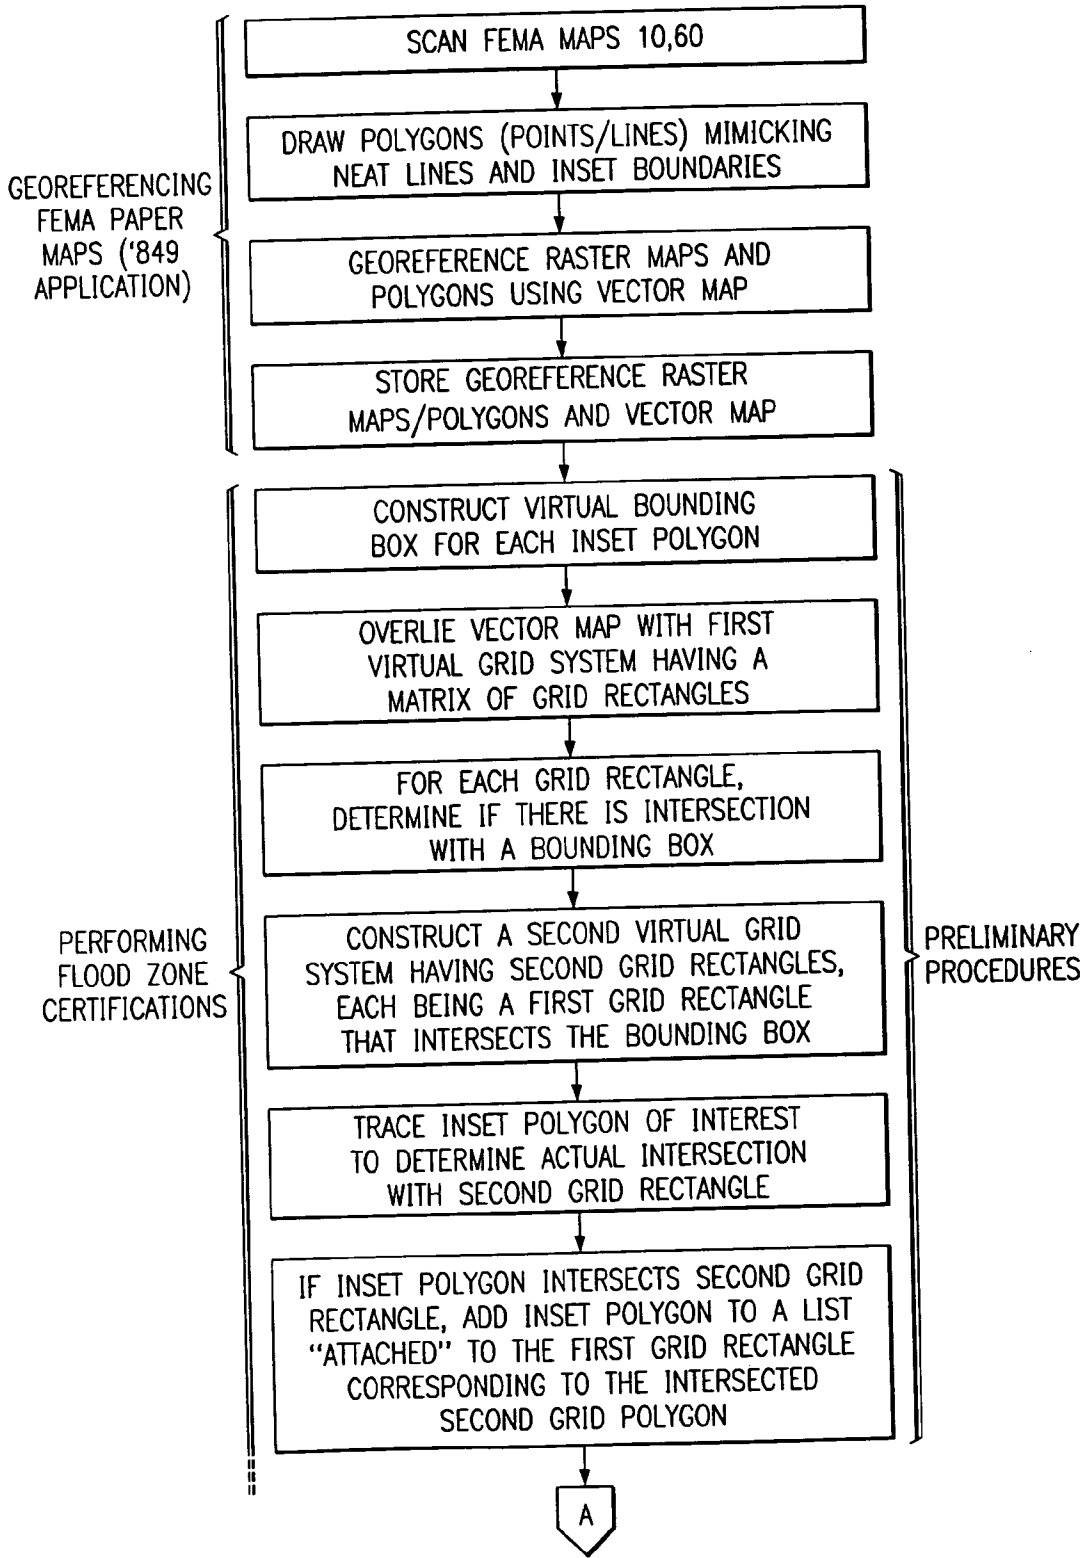 SCAN FEMA MAPS 10,60
DRAW POLYGONS (POINTS/LINES) MIMICKING
NEAT LINES AND INSET BOUNDARIES
GEOREFERENCING
FEMA PAPER
MAPS ('849
APPLICATION)
GEOREFERENCE RASTER MAPS AND
POLYGONS USING VECTOR MAP
STORE GEOREFERENCE RASTER
MAPS/POLYGONS AND VECTOR MAP
CONSTRUCT VIRTUAL BOUNDING
BOX FOR EACH INSET POLYGON
OVERLIE VECTOR MAP WITH FIRST
VIRTUAL GRID SYSTEM HAVING A
MATRIX OF GRID RECTANGLES
FOR EACH GRID RECTANGLE,
DETERMINE IF THERE IS INTERSECTION
WITH A BOUNDING BOX
PERFORMING
FLOOD ZONE
CERTIFICATIONS
CONSTRUCT A SECOND VIRTUAL GRID
SYSTEM HAVING SECOND GRID RECTANGLES,
EACH BEING A FIRST GRID RECTANGLE
THAT INTERSECTS THE BOUNDING BOX
PRELIMINARY
PROCEDURES
TRACE INSET POLYGON OF INTEREST
TO DETERMINE ACTUAL INTERSECTION
WITH SECOND GRID RECTANGLE
IF INSET POLYGON INTERSECTS SECOND GRID
RECTANGLE, ADD INSET POLYGON TO A LIST
"ATTACHED" TO THE FIRST GRID RECTANGLE
CORRESPONDING TO THE INTERSECTED
SECOND GRID POLYGON
A